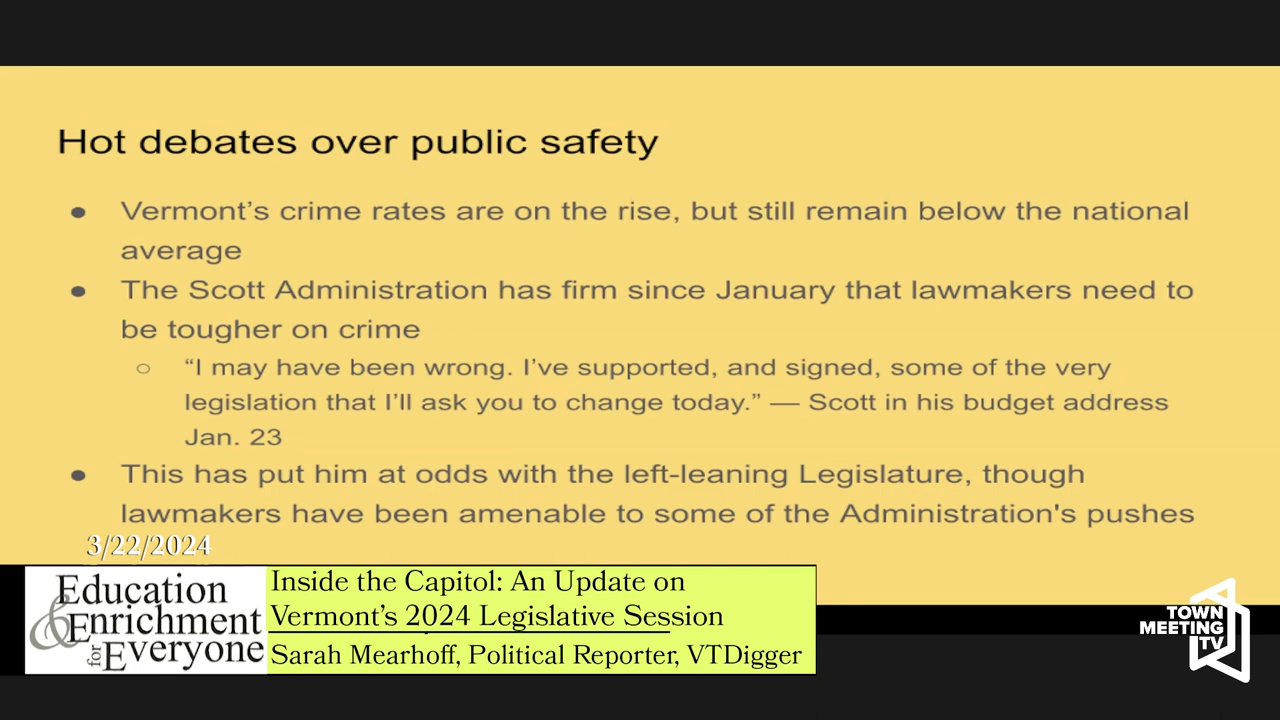 Hot debates over public safety
● Vermont’s crime rates are on the rise, but still remain below the national
average
● The Scott Administration has firm since January that lawmakers need to
be tougher on crime
○ “I may have been wrong. I’ve supported, and signed, some of the very
legislation that I’ll ask you to change today.” — Scott in his budget address
Jan. 23
● This has put him at odds with the left-leaning Legislature, though
lawmakers have been amenable to some of the Administration's pushes
3/22/2024
Education
& Enrichment
for Everyone
Inside the Capitol: An Update on
Vermont’s 2024 Legislative Session
Sarah Mearhoff, Political Reporter, VTDigger
TOWN
MEETING
TV